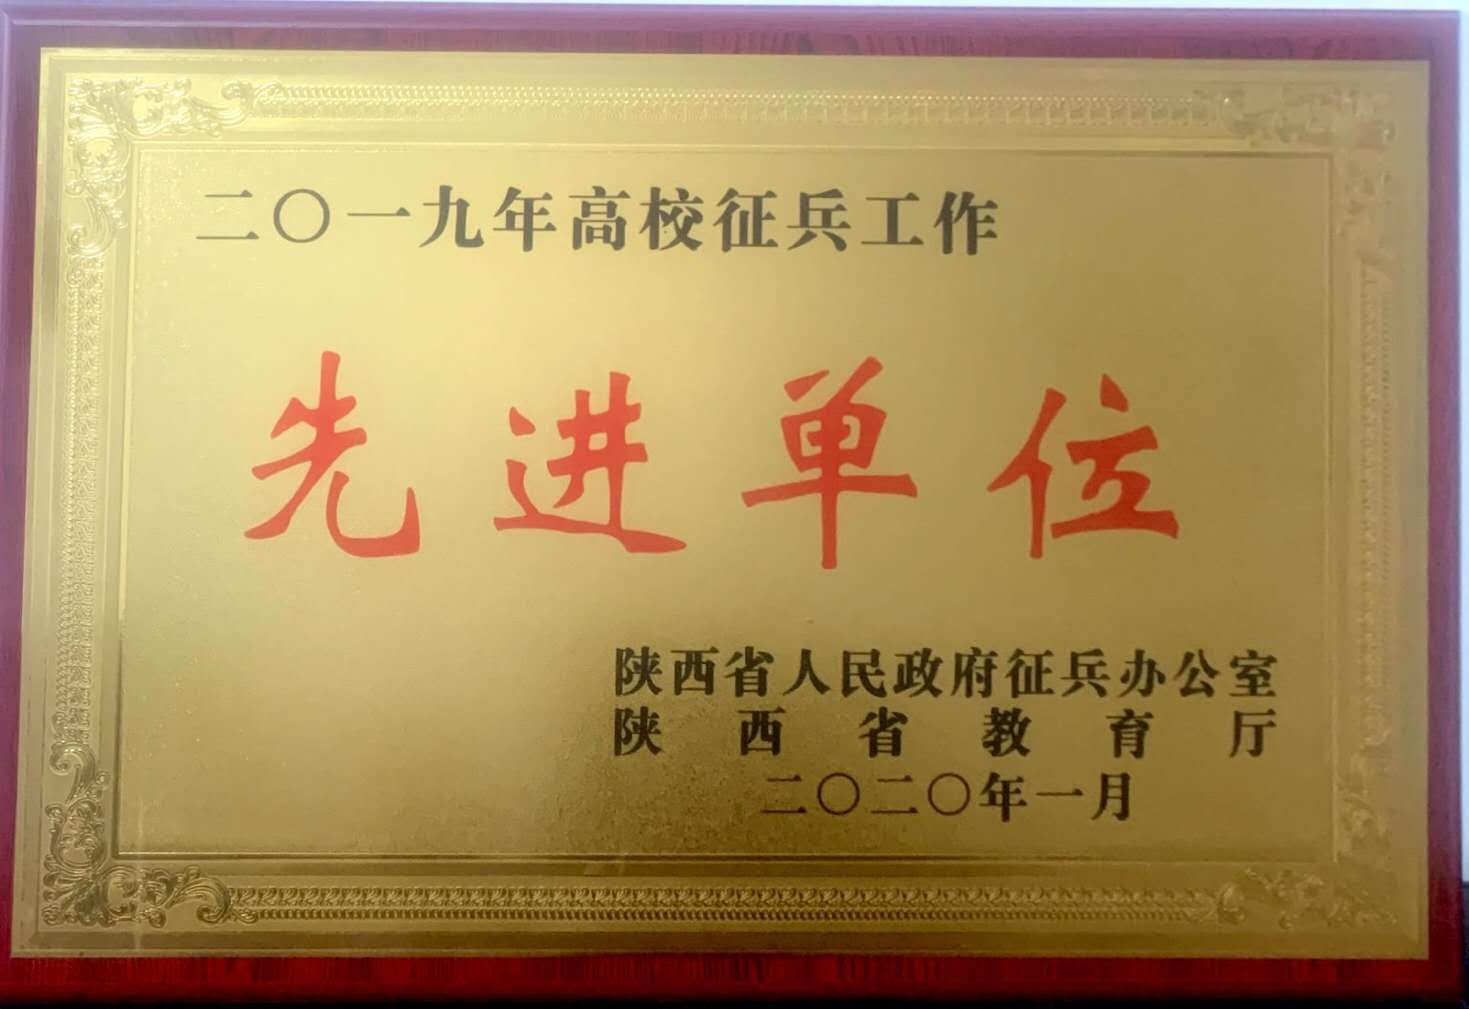 二〇一九年高校征兵工作
先进单位
陕西省人民政府征兵办公室
陕西省教育厅
二〇二〇年一月